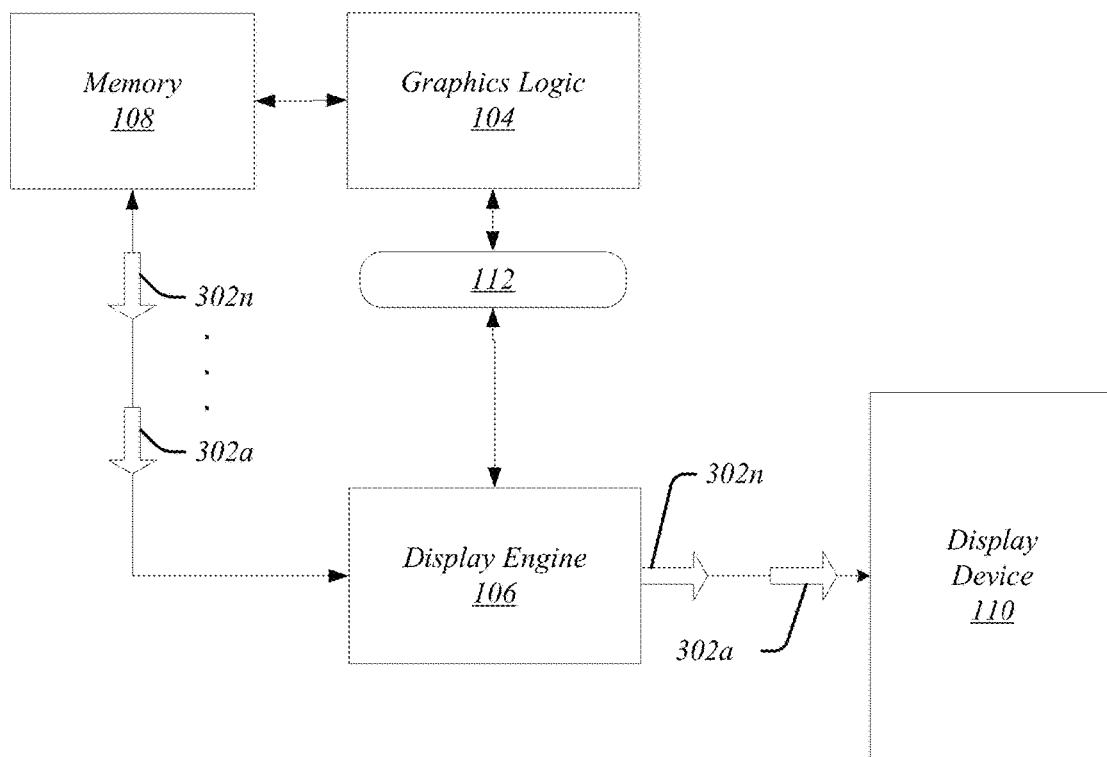 Memory
108
Graphics Logic
104
112
302n
302a
302n
Display Engine
106
302a
Display
Device
110